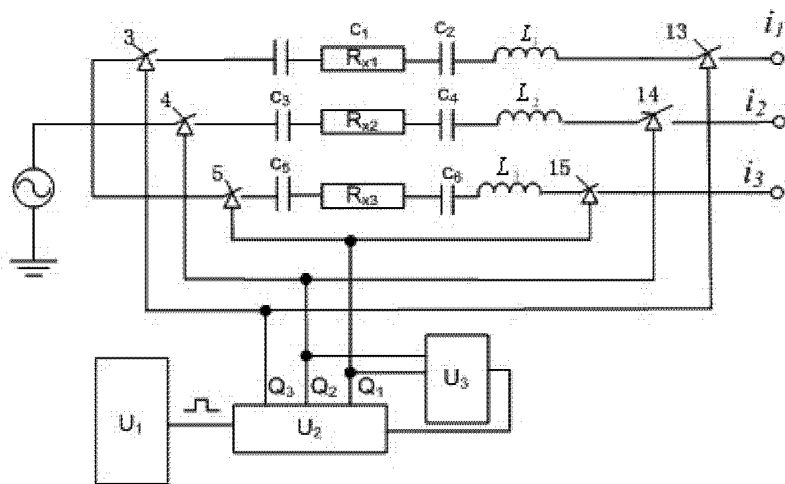 3 C₁ C₂ L₁ 13 i₁
Rₓ₁
4 C₃ C₄ L₂ 14 i₂
Rₓ₂
5 C₅ C₆ L₃ 15 i₃
Rₓ₃
Q₃ Q₂ Q₁ U₃
U₁ U₂